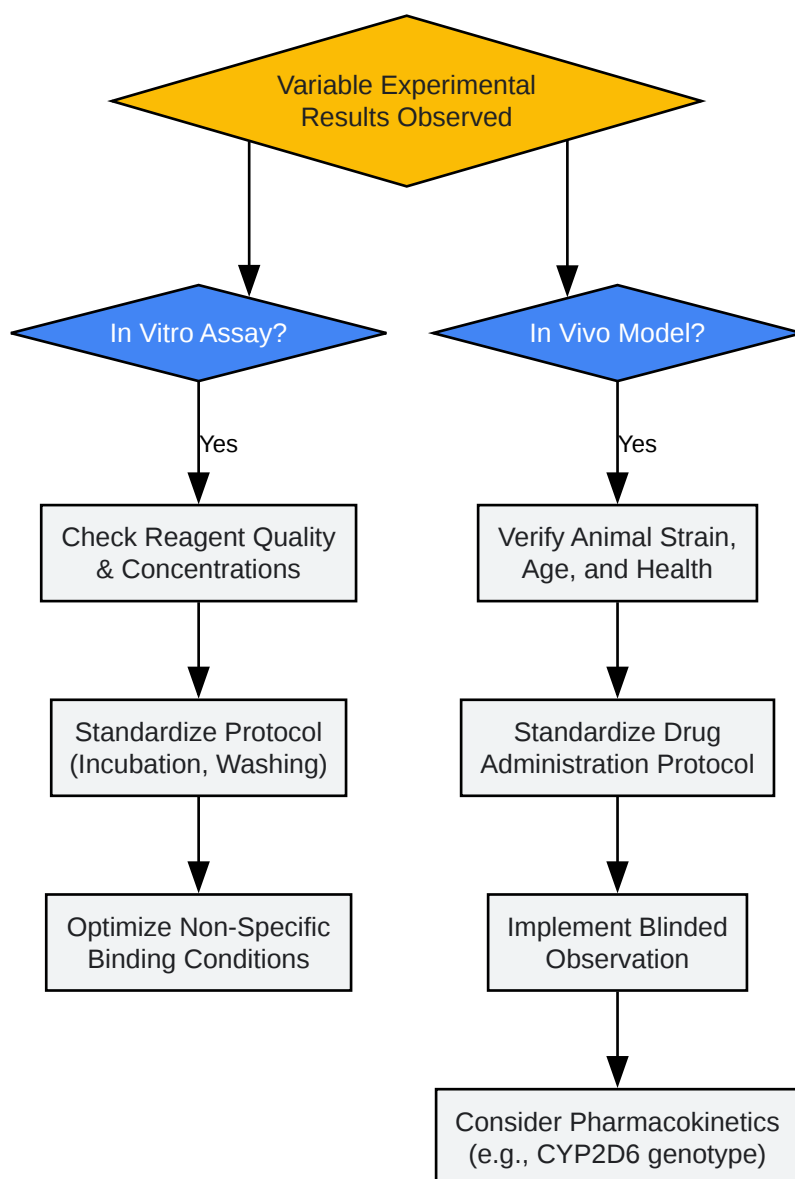 Variable Experimental
Results Observed
In Vitro Assay?
In Vivo Model?
Yes
Yes
Check Reagent Quality
& Concentrations
Verify Animal Strain,
Age, and Health
Standardize Protocol
(Incubation, Washing)
Standardize Drug
Administration Protocol
Optimize Non-Specific
Binding Conditions
Implement Blinded
Observation
Consider Pharmacokinetics
(e.g., CYP2D6 genotype)